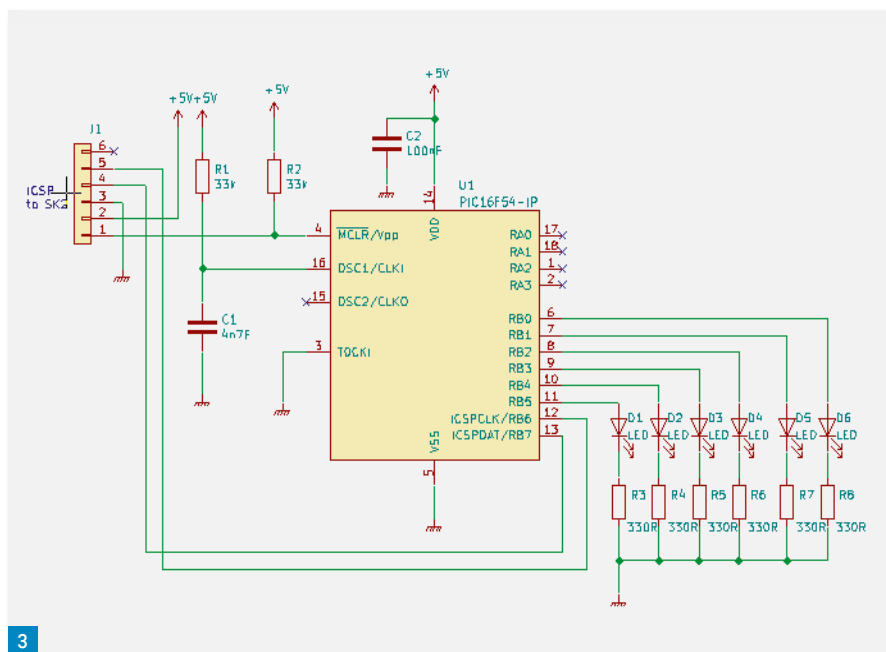 +5V
+5V+5V
+5V
J1
6
5
4
3
2
1
ICSP
to SK2
R1
33k
R2
33k
C2
100nF
U1
PIC16F54-IP
14
VDD
4
MCLR/Vpp
16
OSC1/CLKI
15
OSC2/CLKO
3
TOCKI
C1
4n7F
RA0
17
RA1
18
RA2
1
RA3
2
RB0
6
RB1
7
RB2
8
RB3
9
RB4
10
RB5
11
ICSPCLK/RB6
12
ICSPDAT/RB7
13
VSS
5
D1
LED
D2
LED
D3
LED
D4
LED
D5
LED
D6
LED
R3
330R
R4
330R
R5
330R
R6
330R
R7
330R
R8
330R
3